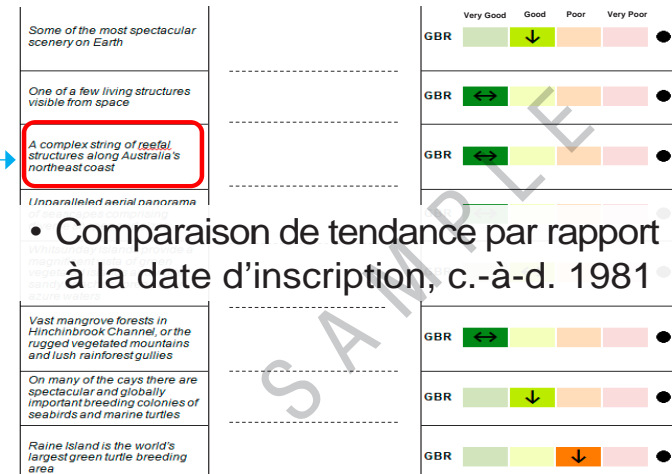 Very Good Good Poor Very Poor
Some of the most spectacular
scenery on Earth
GBR
One of a few living structures
visible from space
GBR
A complex string of reefal
structures along Australia's
northeast coast
GBR
Unparalleled aerial panorama
• Comparaison de tendance par rapport
à la date d'inscription, c.-à-d. 1981
Vast mangrove forests in
Hinchinbrook Channel, or the
rugged vegetated mountains
and lush rainforest gullies
GBR
On many of the cays there are
spectacular and globally
important breeding colonies of
seabirds and marine turtles
GBR
Raine Island is the world's
largest green turtle breeding
area
GBR
SAMPLE